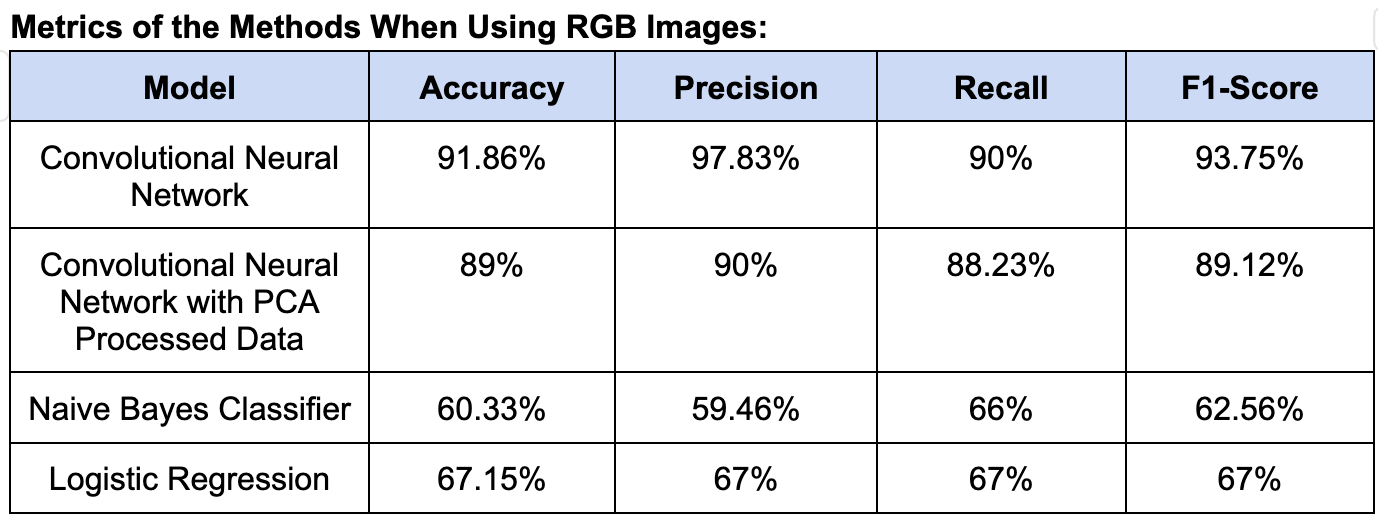 Metrics of the Methods When Using RGB Images:
Model Accuracy Precision Recall F1-Score
Convolutional Neural 91.86% 97.83% 90% 93.75%
Network
Convolutional Neural 89% 90% 88.23% 89.12%
Network with PCA
Processed Data
Naive Bayes Classifier 60.33% 59.46% 66% 62.56%
Logistic Regression 67.15% 67% 67% 67%